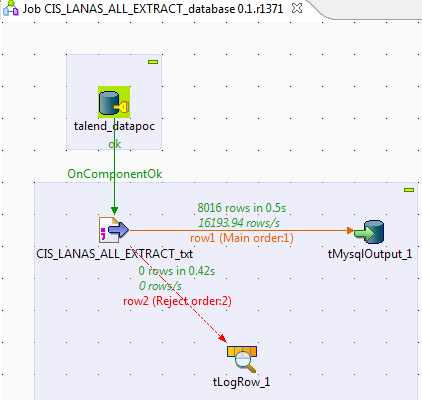 Job CIS_LANAS_ALL_EXTRACT_database 0.1.r1371
talend_datapoc
ok
OnComponentOk
8016 rows in 0.5s
16193.94 rows/s
row1 (Main order:1)
CIS_LANAS_ALL_EXTRACT_txt
tMysqlOutput_1
0 rows in 0.42s
0 rows/s
row2 (Reject order:2)
tLogRow_1